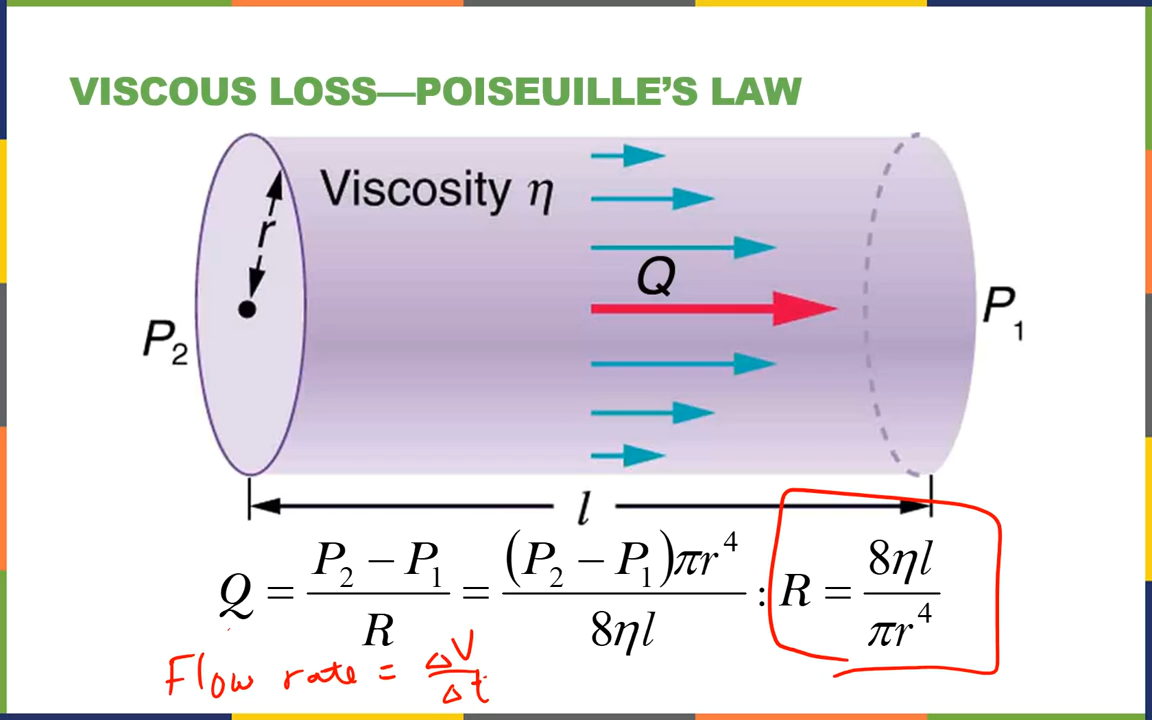 VISCOUS LOSS—POISEUILLE'S LAW
Viscosity η
r
Q
P₂
P₁
l
Q = (P₂ − P₁)/R = (P₂ − P₁)πr⁴/8ηl : R = 8ηl/πr⁴
Flow rate = ΔV/Δt